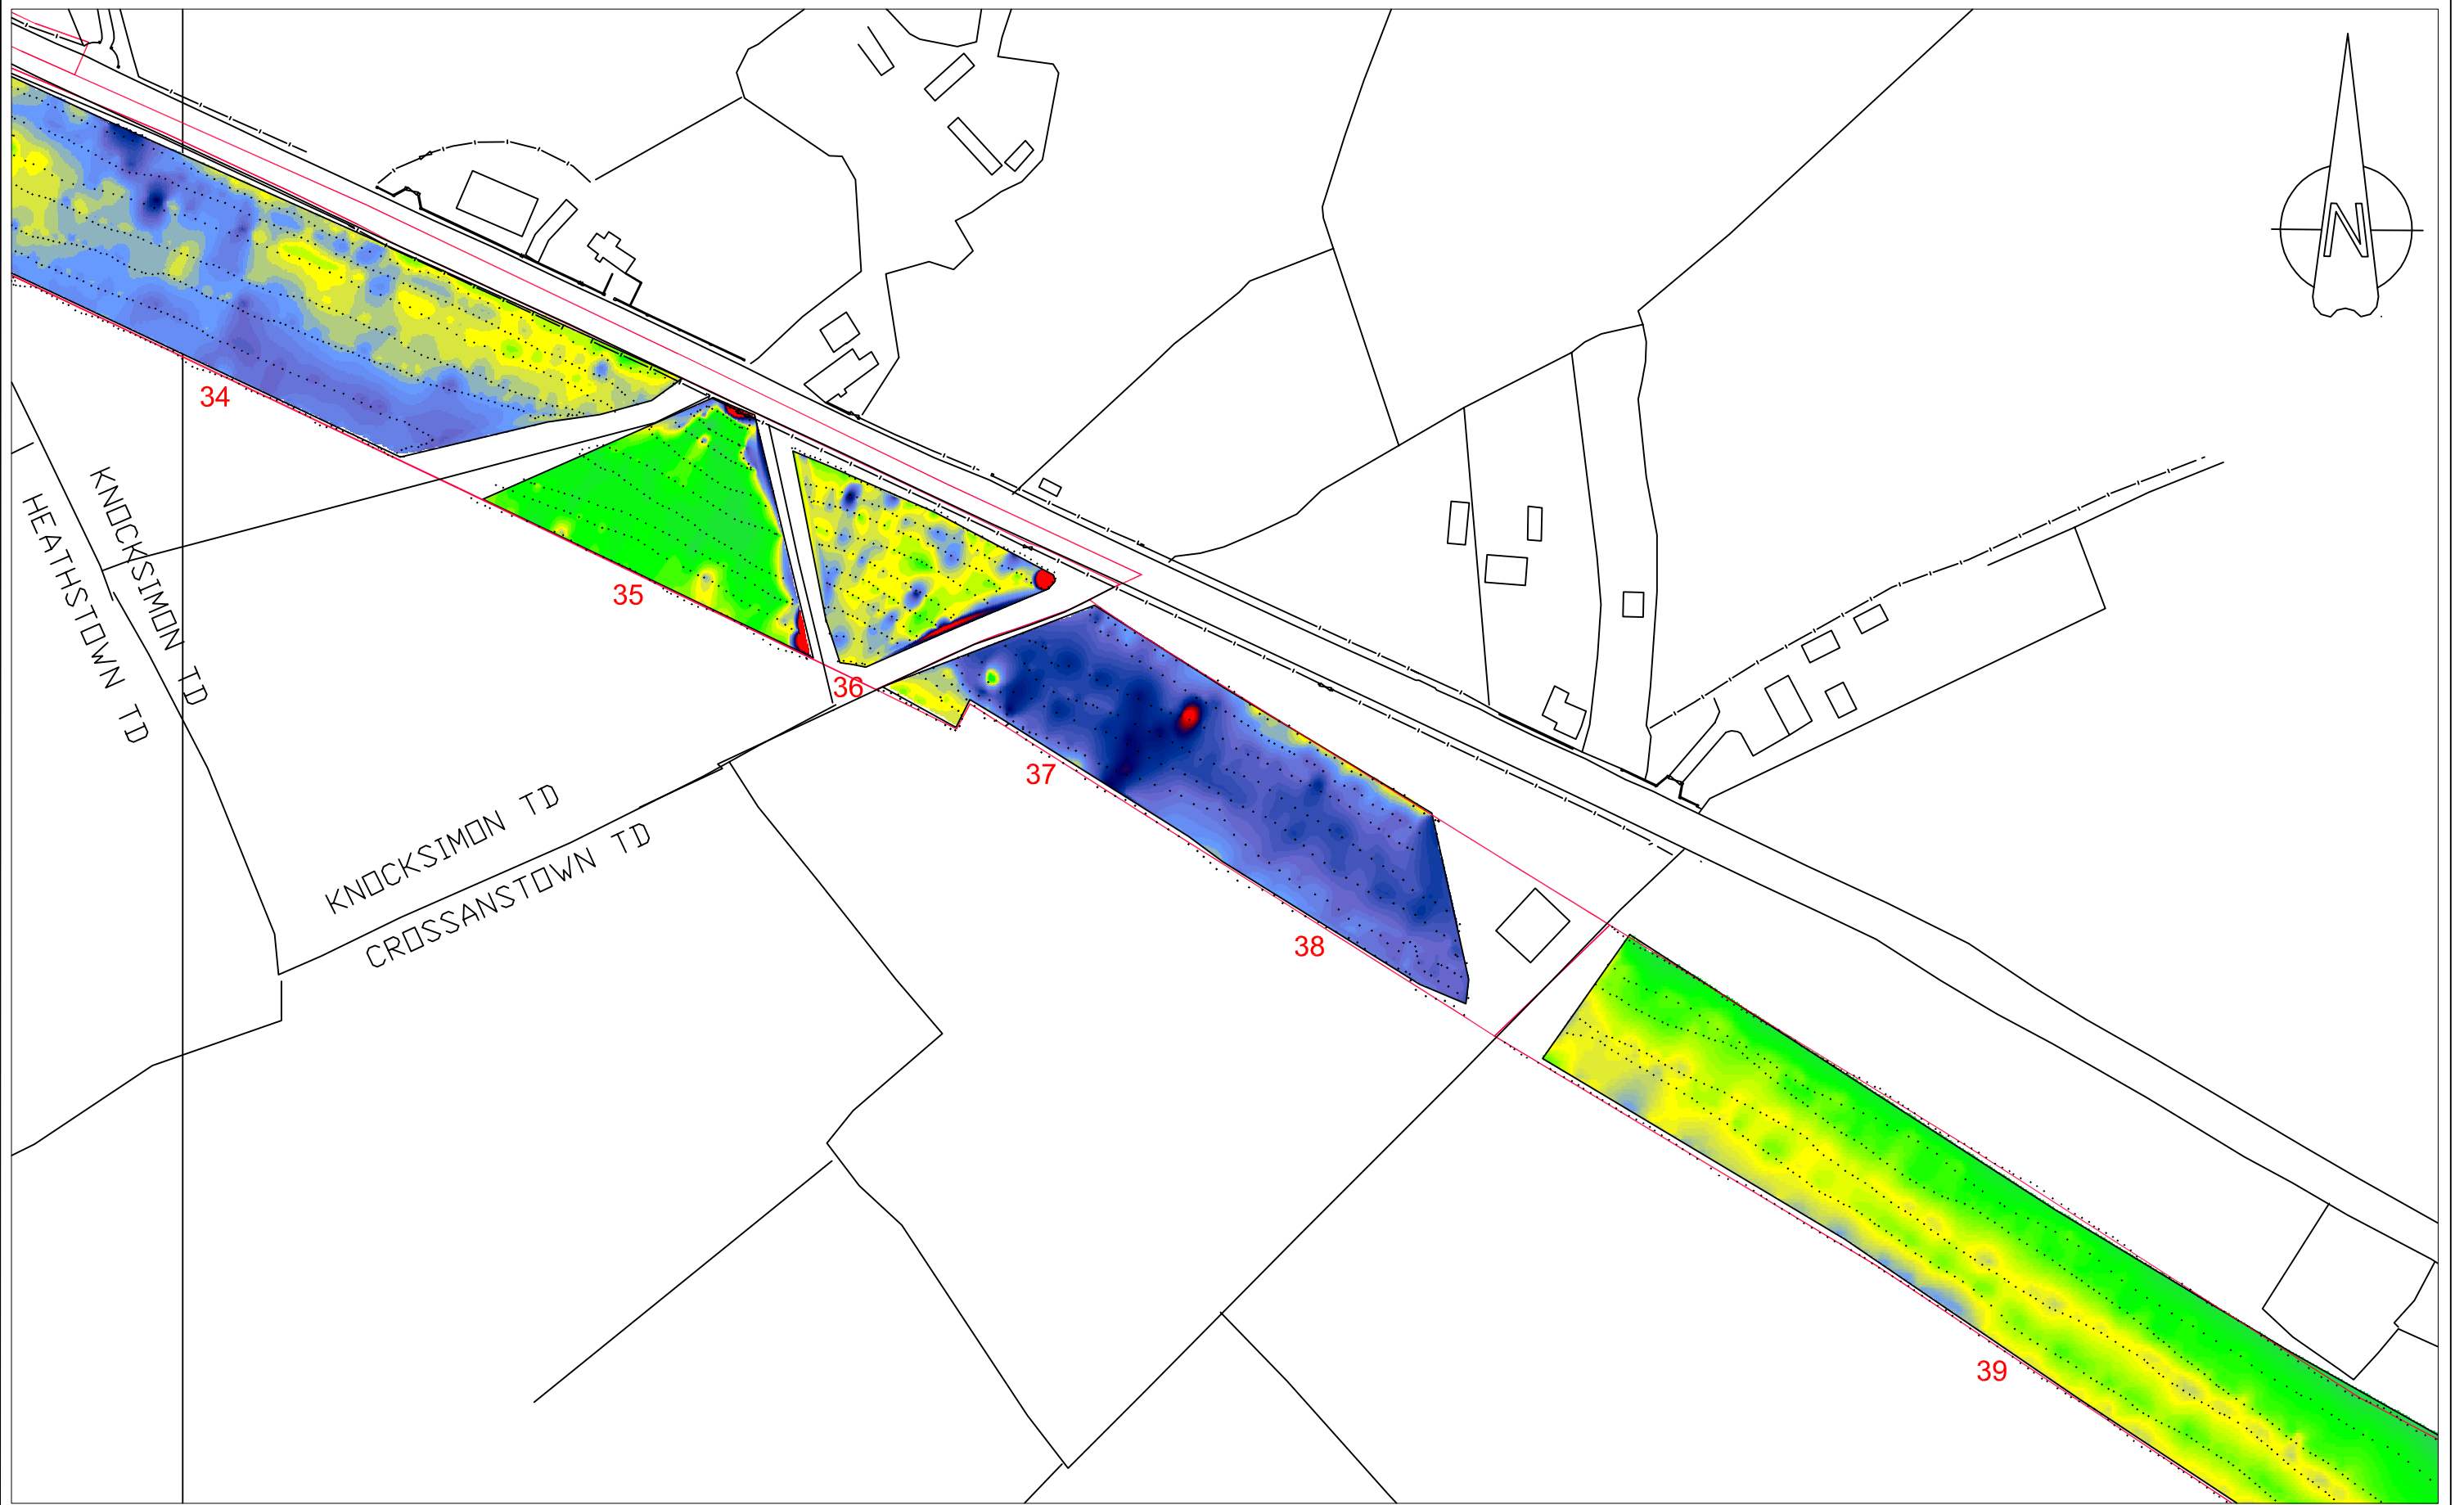 N
34
KNOCKSIMON TD
HEATHSTOWN TD
35
36
37
KNOCKSIMON TD
CROSSANSTOWN TD
38
39